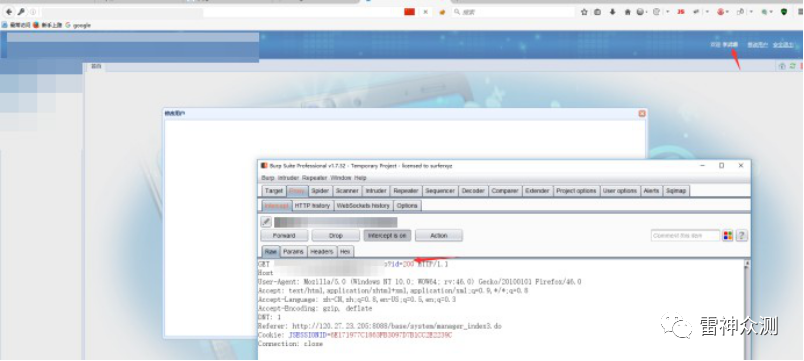 最常访问 新手上路 google
搜索
修改用户
Burp Suite Professional v1.7.32 - Temporary Project - licensed to surferxyz
Burp Intruder Repeater Window Help
Target Proxy Spider Scanner Intruder Repeater Sequencer Decoder Comparer Extender Project options User options Alerts Sqlmap
Intercept HTTP history WebSockets history Options
Forward Drop Intercept is on Action Comment this item
Raw Params Headers Hex
GET ?id=200 HTTP/1.1
Host
User-Agent: Mozilla/5.0 (Windows NT 10.0; WOW64; rv:46.0) Gecko/20100101 Firefox/46.0
Accept: text/html,application/xhtml+xml,application/xml;q=0.9,*/*;q=0.8
Accept-Language: zh-CN,zh;q=0.8,en-US;q=0.5,en;q=0.3
Accept-Encoding: gzip, deflate
DNT: 1
Referer: http://120.27.23.205:8088/base/system/manager_index3.do
Connection: close
雷神众测